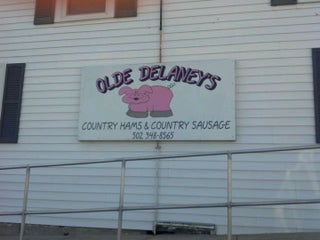 OLDE DELANEY'S
COUNTRY HAMS & COUNTRY SAUSAGE
502 348-8565